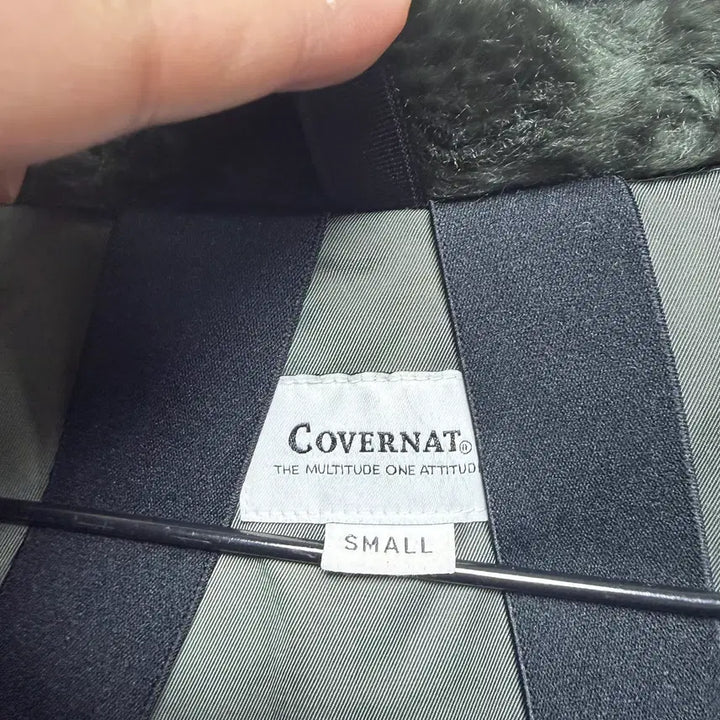 COVERNAT®
THE MULTITUDE ONE ATTITUD
SMALL